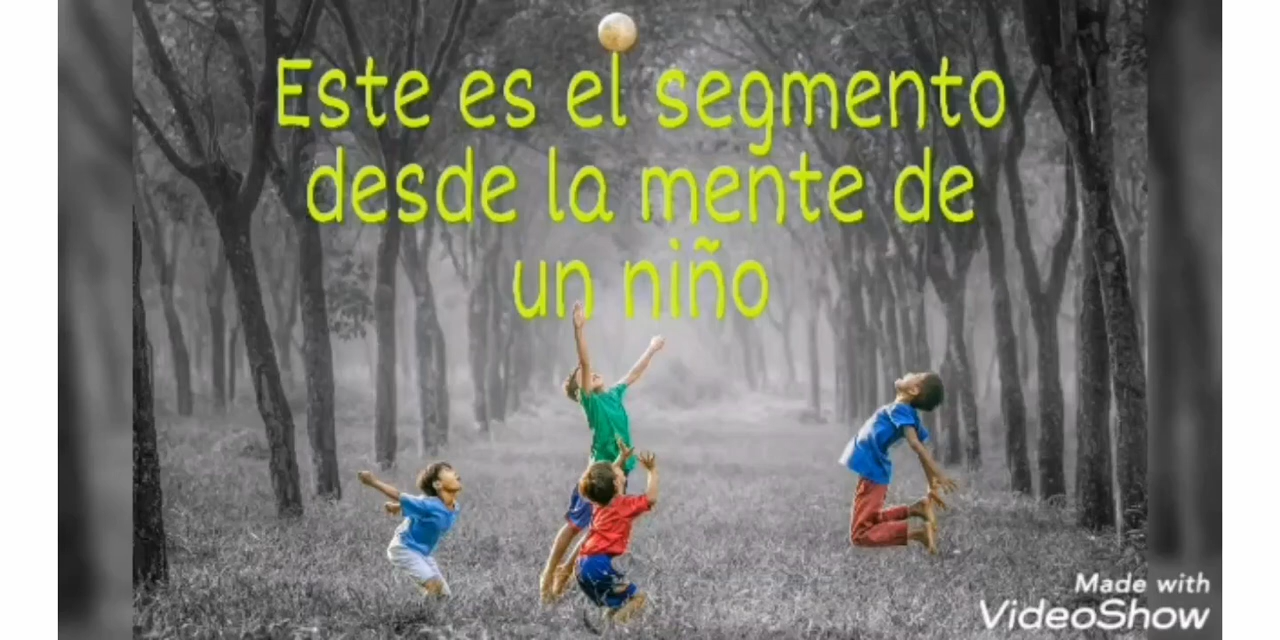 Este es el segmento
desde la mente de
un niño
Made with
VideoShow